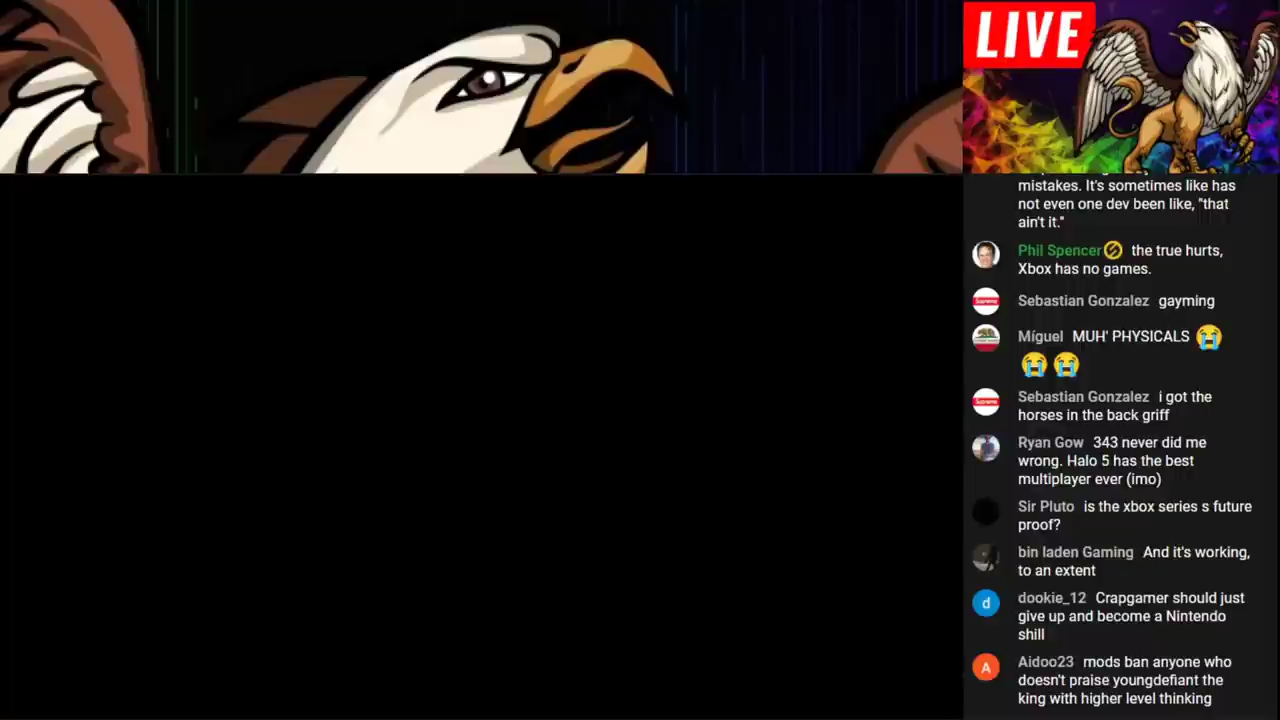 LIVE
mistakes. It's sometimes like has
not even one dev been like, "that
ain't it."
Phil Spencer the true hurts,
Xbox has no games.
Sebastian Gonzalez gayming
Míguel MUH' PHYSICALS 😭
😭😭
Sebastian Gonzalez i got the
horses in the back griff
Ryan Gow 343 never did me
wrong. Halo 5 has the best
multiplayer ever (imo)
Sir Pluto is the xbox series s future
proof?
bin laden Gaming And it's working,
to an extent
d dookie_12 Crapgamer should just
give up and become a Nintendo
shill
A Aidoo23 mods ban anyone who
doesn't praise youngdefiant the
king with higher level thinking